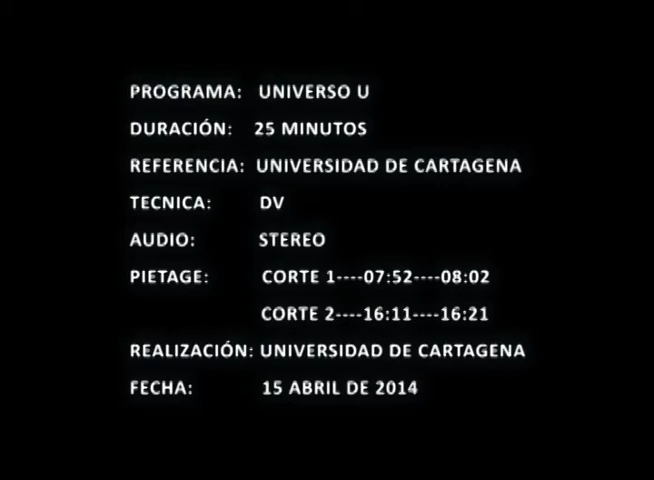 PROGRAMA: UNIVERSO U
DURACIÓN: 25 MINUTOS
REFERENCIA: UNIVERSIDAD DE CARTAGENA
TECNICA: DV
AUDIO: STEREO
PIETAGE: CORTE 1----07:52----08:02
CORTE 2----16:11----16:21
REALIZACIÓN: UNIVERSIDAD DE CARTAGENA
FECHA: 15 ABRIL DE 2014